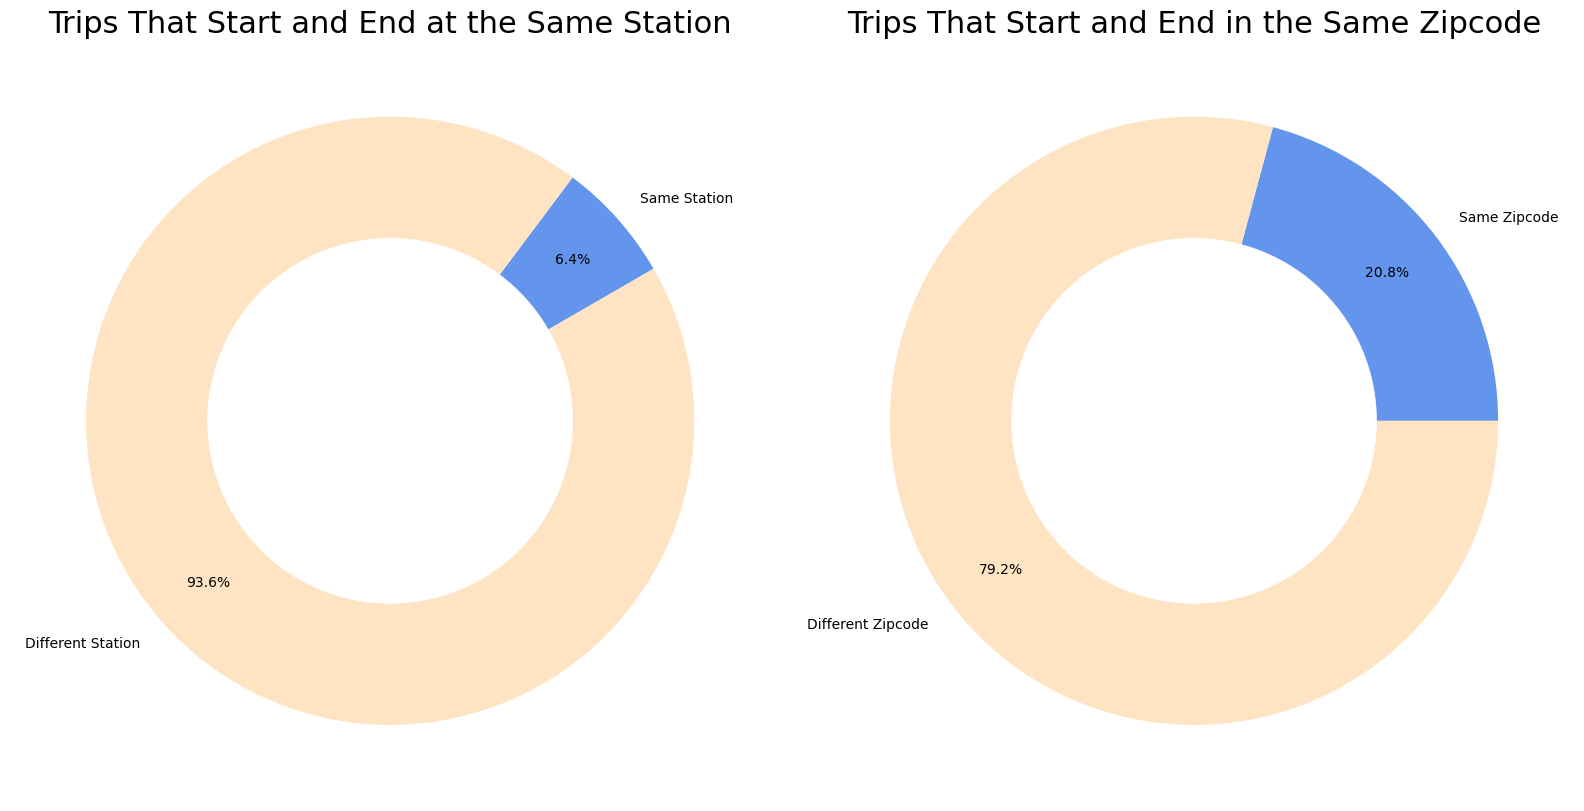 Trips That Start and End at the Same Station
Same Station
6.4%
93.6%
Different Station
Trips That Start and End in the Same Zipcode
Same Zipcode
20.8%
79.2%
Different Zipcode